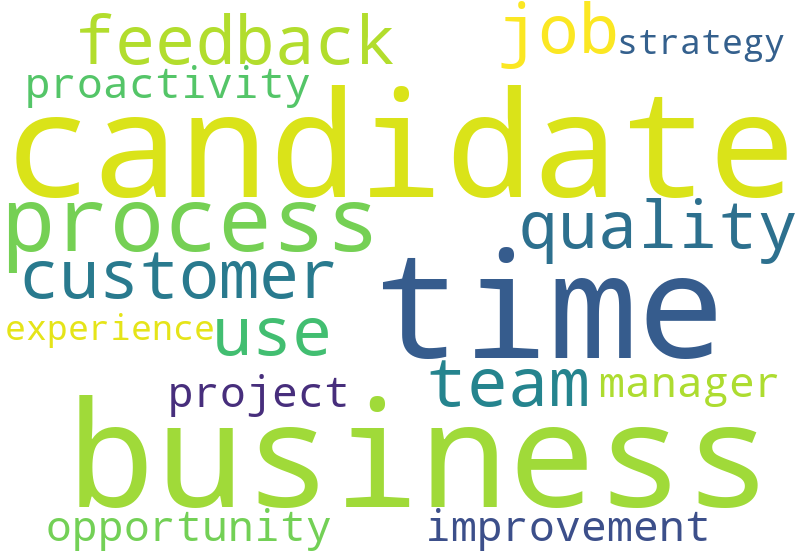 feedback
job
strategy
proactivity
candidate
process
quality
customer
time
experience
use
project
team
manager
business
opportunity
improvement